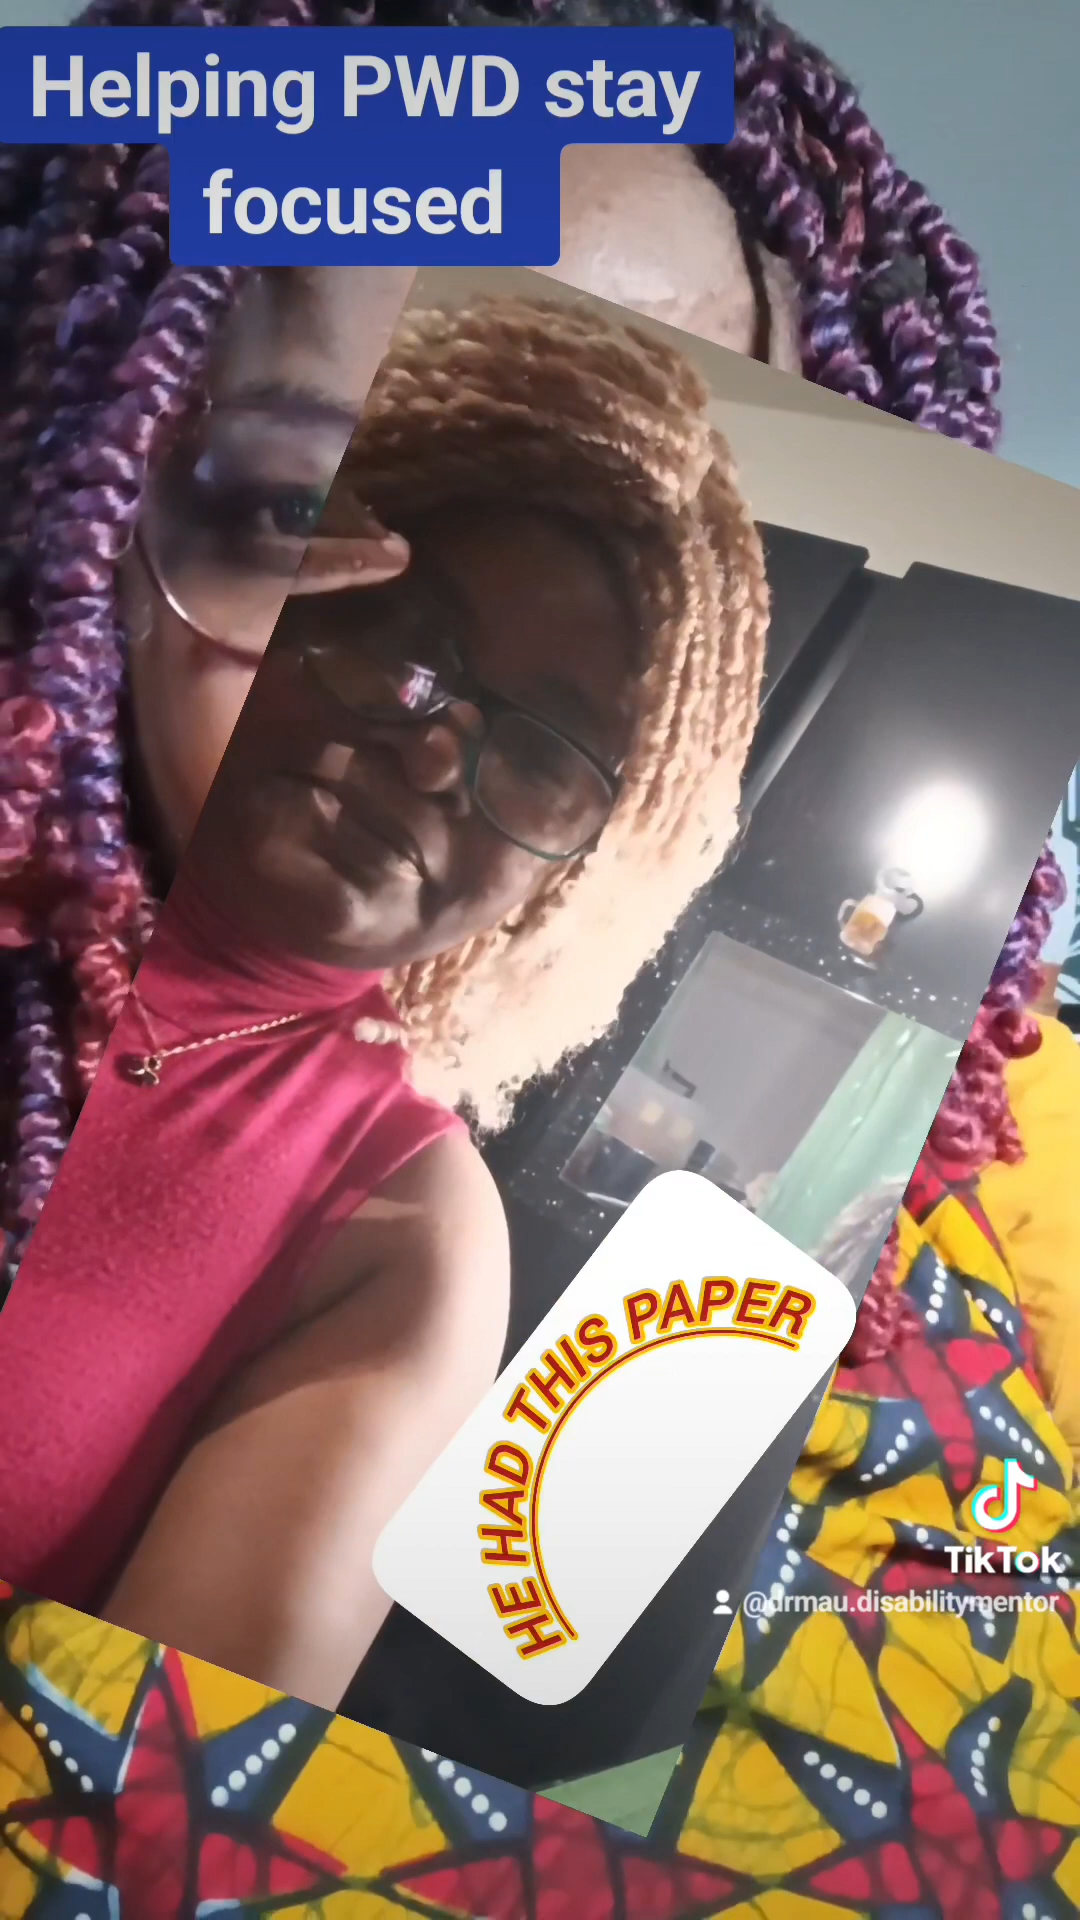 Helping PWD stay
focused
HE HAD THIS PAPER
TikTok
@drmau.disabilitymentor